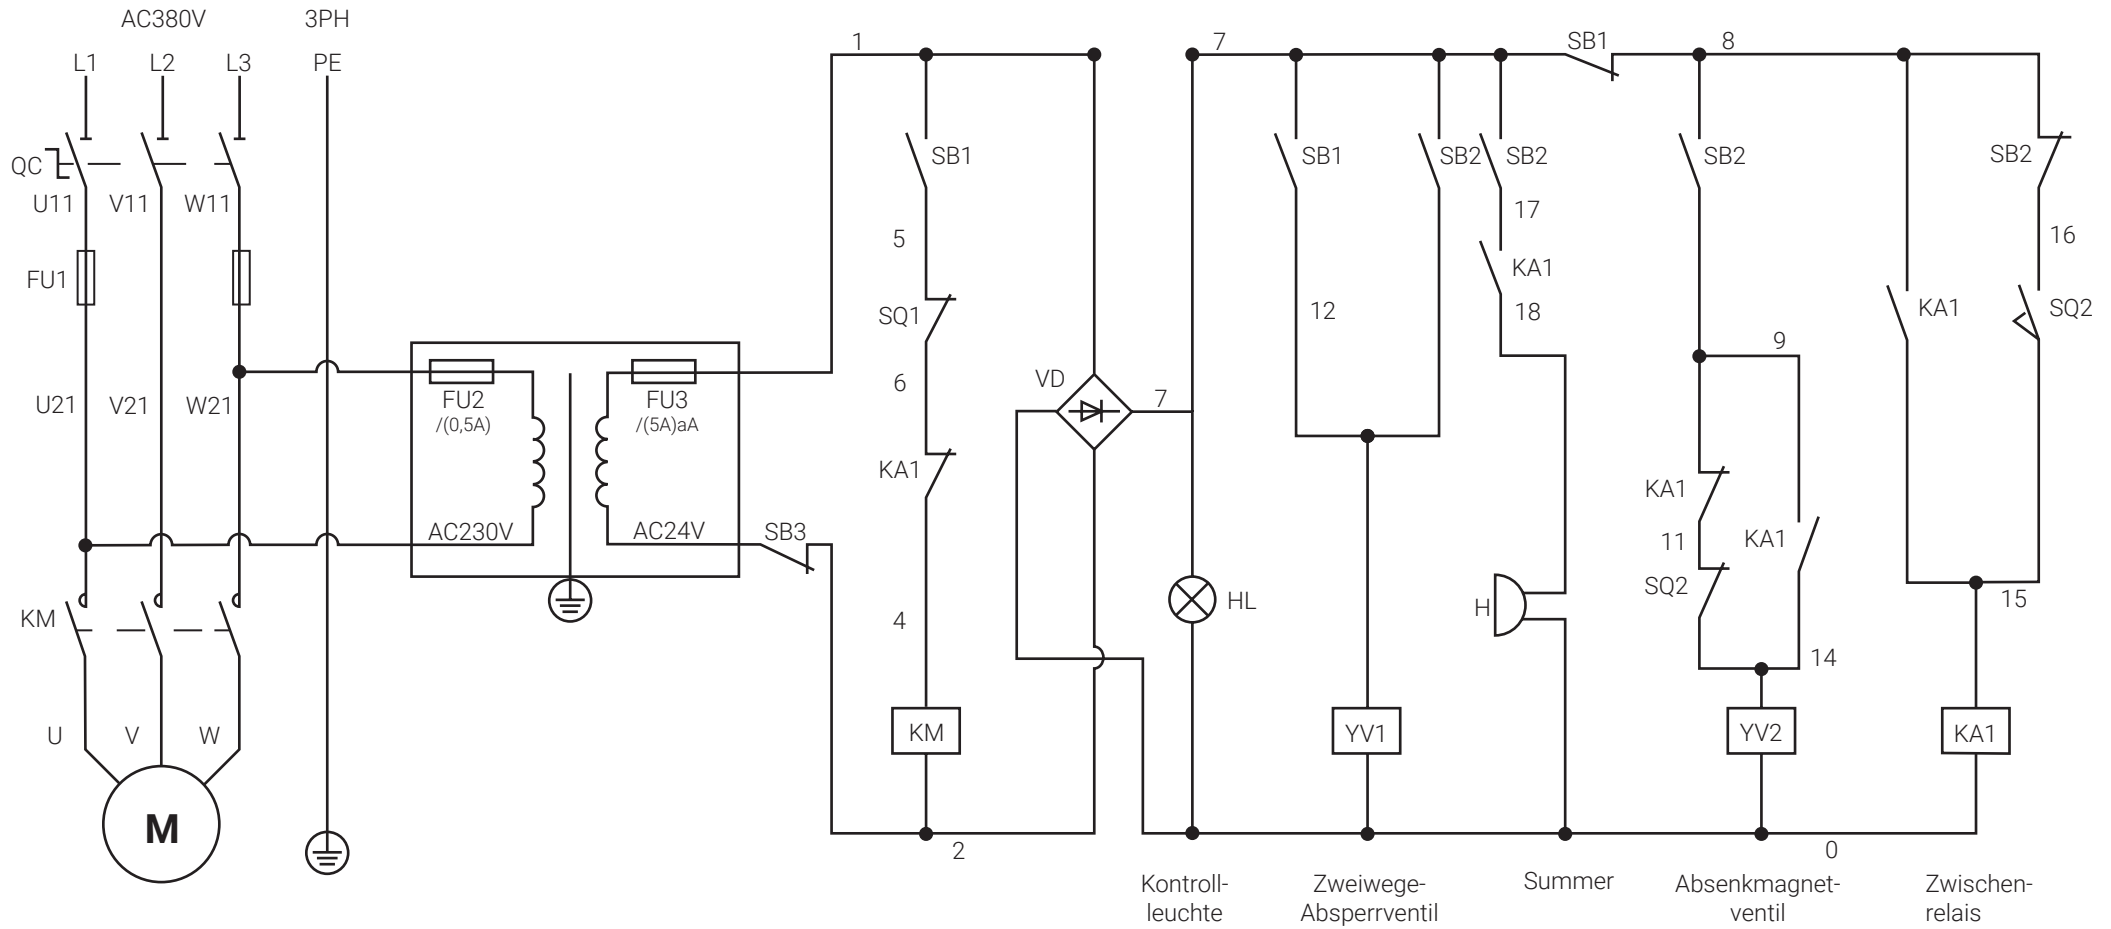 AC380V 3PH
L1 L2 L3 PE
1 7 SB1 8
QC
SB1 SB1 SB2 SB2 SB2 SB2
U11 V11 W11
17
5 16
FU1 KA1
SQ1 12 18 KA1 SQ2
9
6 VD 7
FU2 FU3
/(0,5A) /(5A)aA
U21 V21 W21
KA1 KA1
AC230V AC24V SB3 11 KA1
SQ2
KM HL H 15
4
14
U V W KM YV1 YV2 KA1
M
2 0
Kontroll-
leuchte
Zweiwege-
Absperrventil
Summer
Absenkmagnet-
ventil
Zwischen-
relais